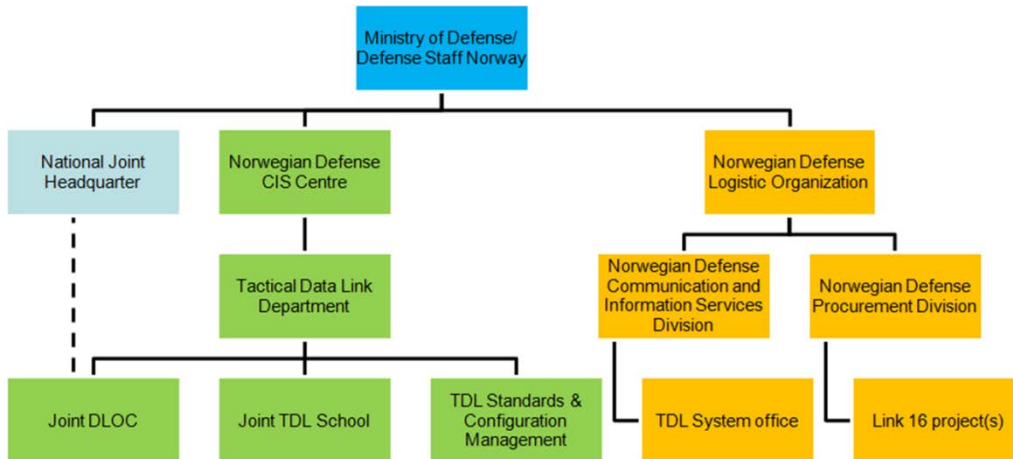 Ministry of Defense/
Defense Staff Norway
National Joint
Headquarter
Norwegian Defense
CIS Centre
Norwegian Defense
Logistic Organization
Tactical Data Link
Department
Norwegian Defense
Communication and
Information Services
Division
Norwegian Defense
Procurement Division
Joint DLOC
Joint TDL School
TDL Standards &
Configuration
Management
TDL System office
Link 16 project(s)